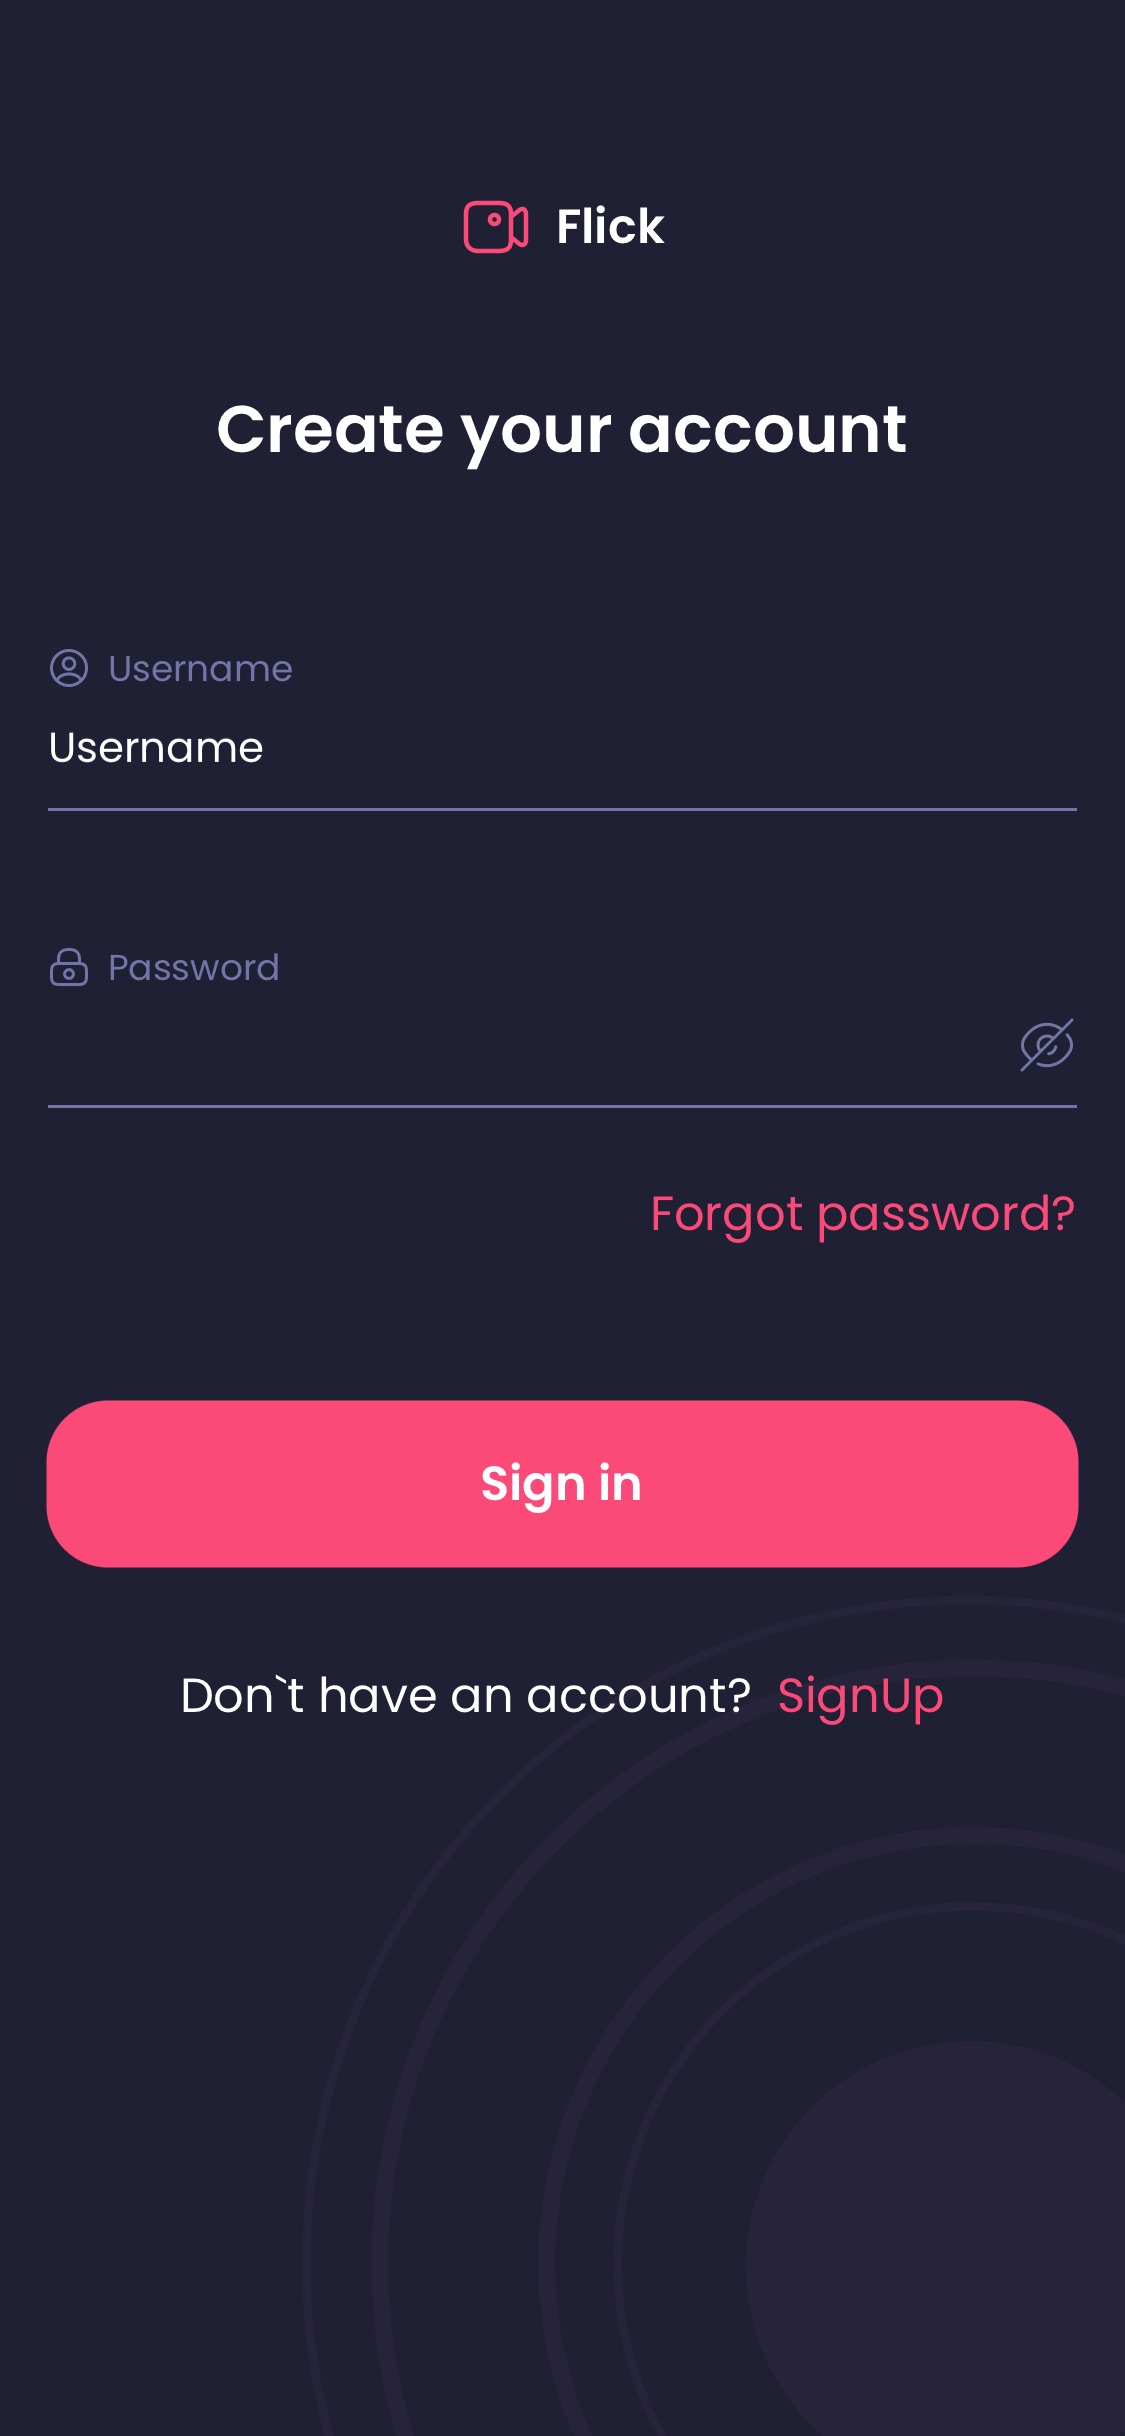 Flick
Create your account
Username
Username
Password
Forgot password?
Sign in
Don`t have an account? SignUp